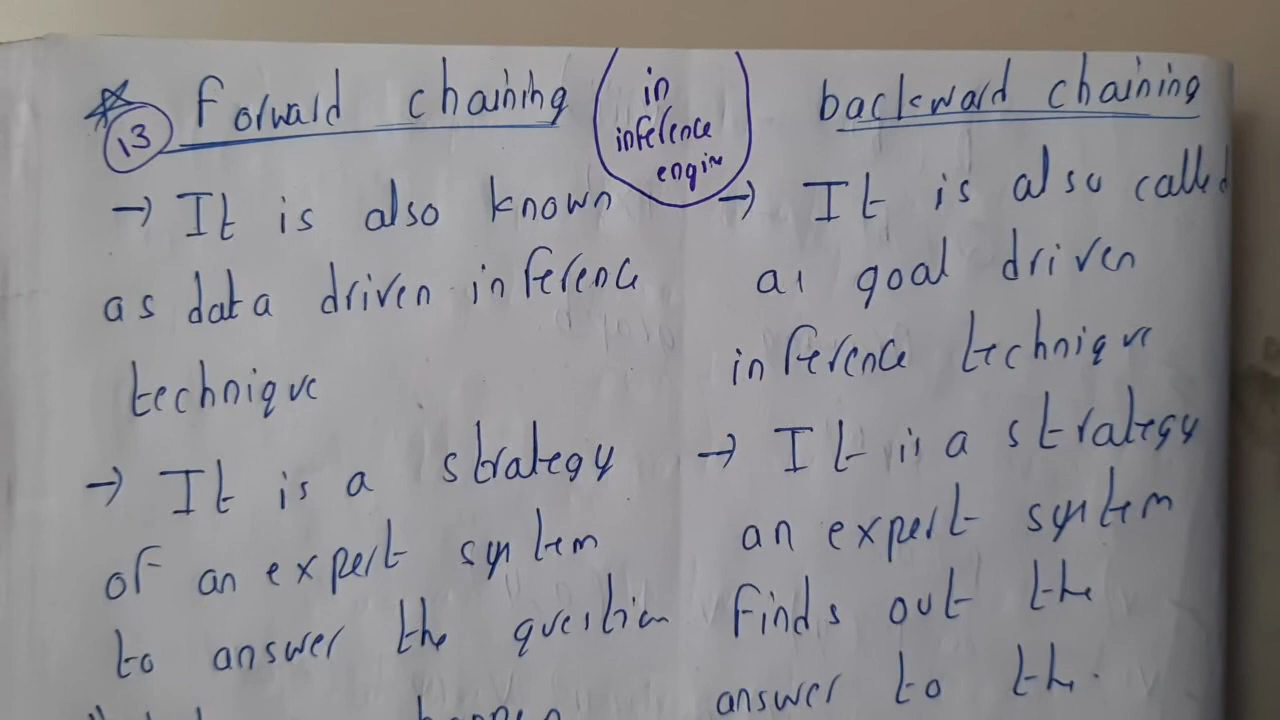 13
Forward chaining
→ It is also known
as data driven inference
technique
→ It is a strategy
of an expert system
to answer the question
happen
in
inference
engine
backward chaining
→ It is also called
as goal driven
inference technique
→ It is a strategy
an expert system
finds out the
answer to the